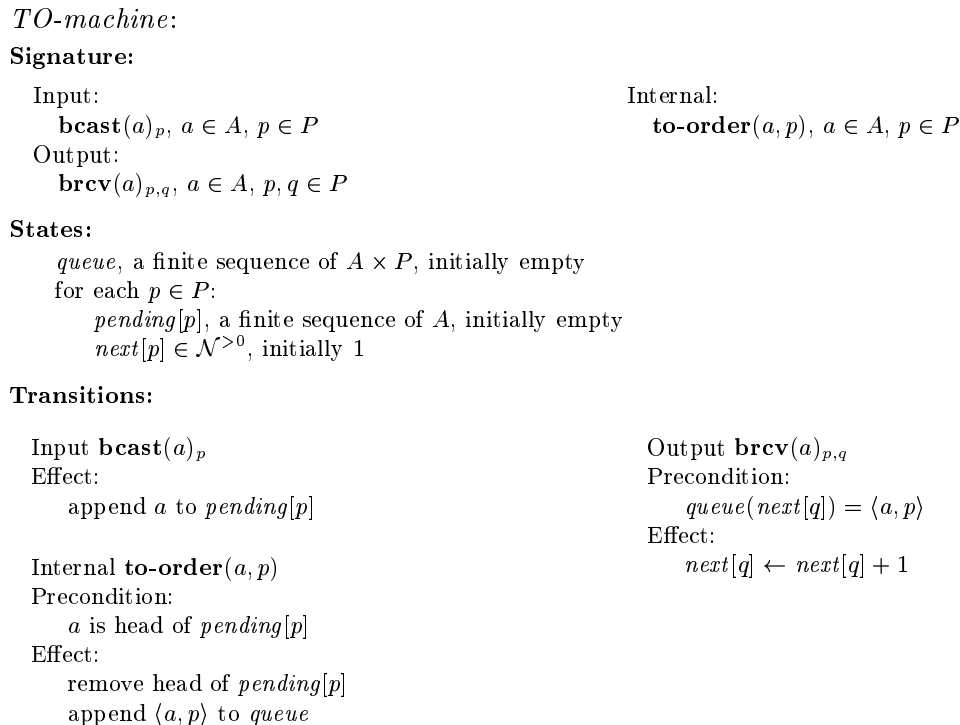 TO-machine:
Signature:
Input:
bcast(a)_p, a ∈ A, p ∈ P
Output:
brcv(a)_{p,q}, a ∈ A, p, q ∈ P
Internal:
to-order(a, p), a ∈ A, p ∈ P
States:
queue, a finite sequence of A × P, initially empty
for each p ∈ P:
pending[p], a finite sequence of A, initially empty
next[p] ∈ 𝒩^{>0}, initially 1
Transitions:
Input bcast(a)_p
Effect:
append a to pending[p]
Internal to-order(a, p)
Precondition:
a is head of pending[p]
Effect:
remove head of pending[p]
append ⟨a, p⟩ to queue
Output brcv(a)_{p,q}
Precondition:
queue(next[q]) = ⟨a, p⟩
Effect:
next[q] ← next[q] + 1